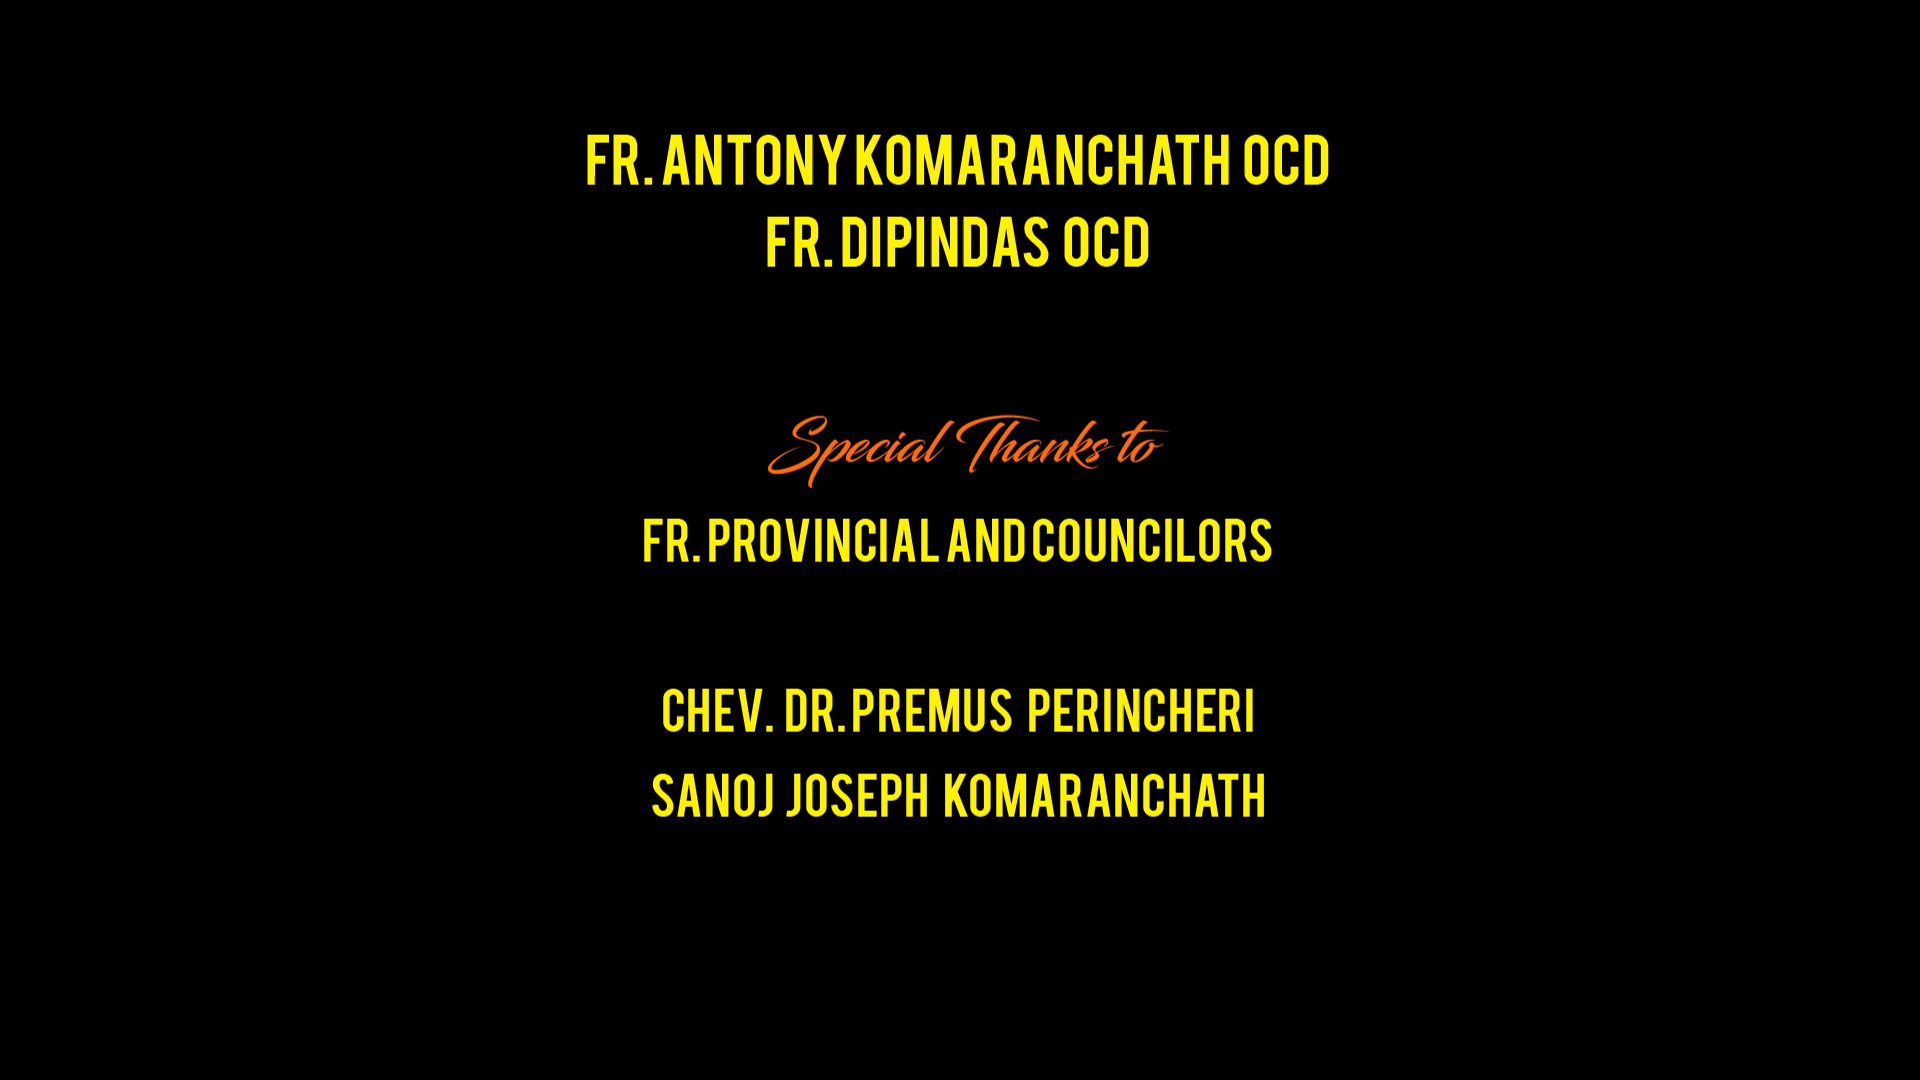 FR. ANTONY KOMARANCHATH OCD
FR. DIPINDAS OCD
Special Thanks to
FR. PROVINCIAL AND COUNCILORS
CHEV. DR. PREMUS PERINCHERI
SANOJ JOSEPH KOMARANCHATH